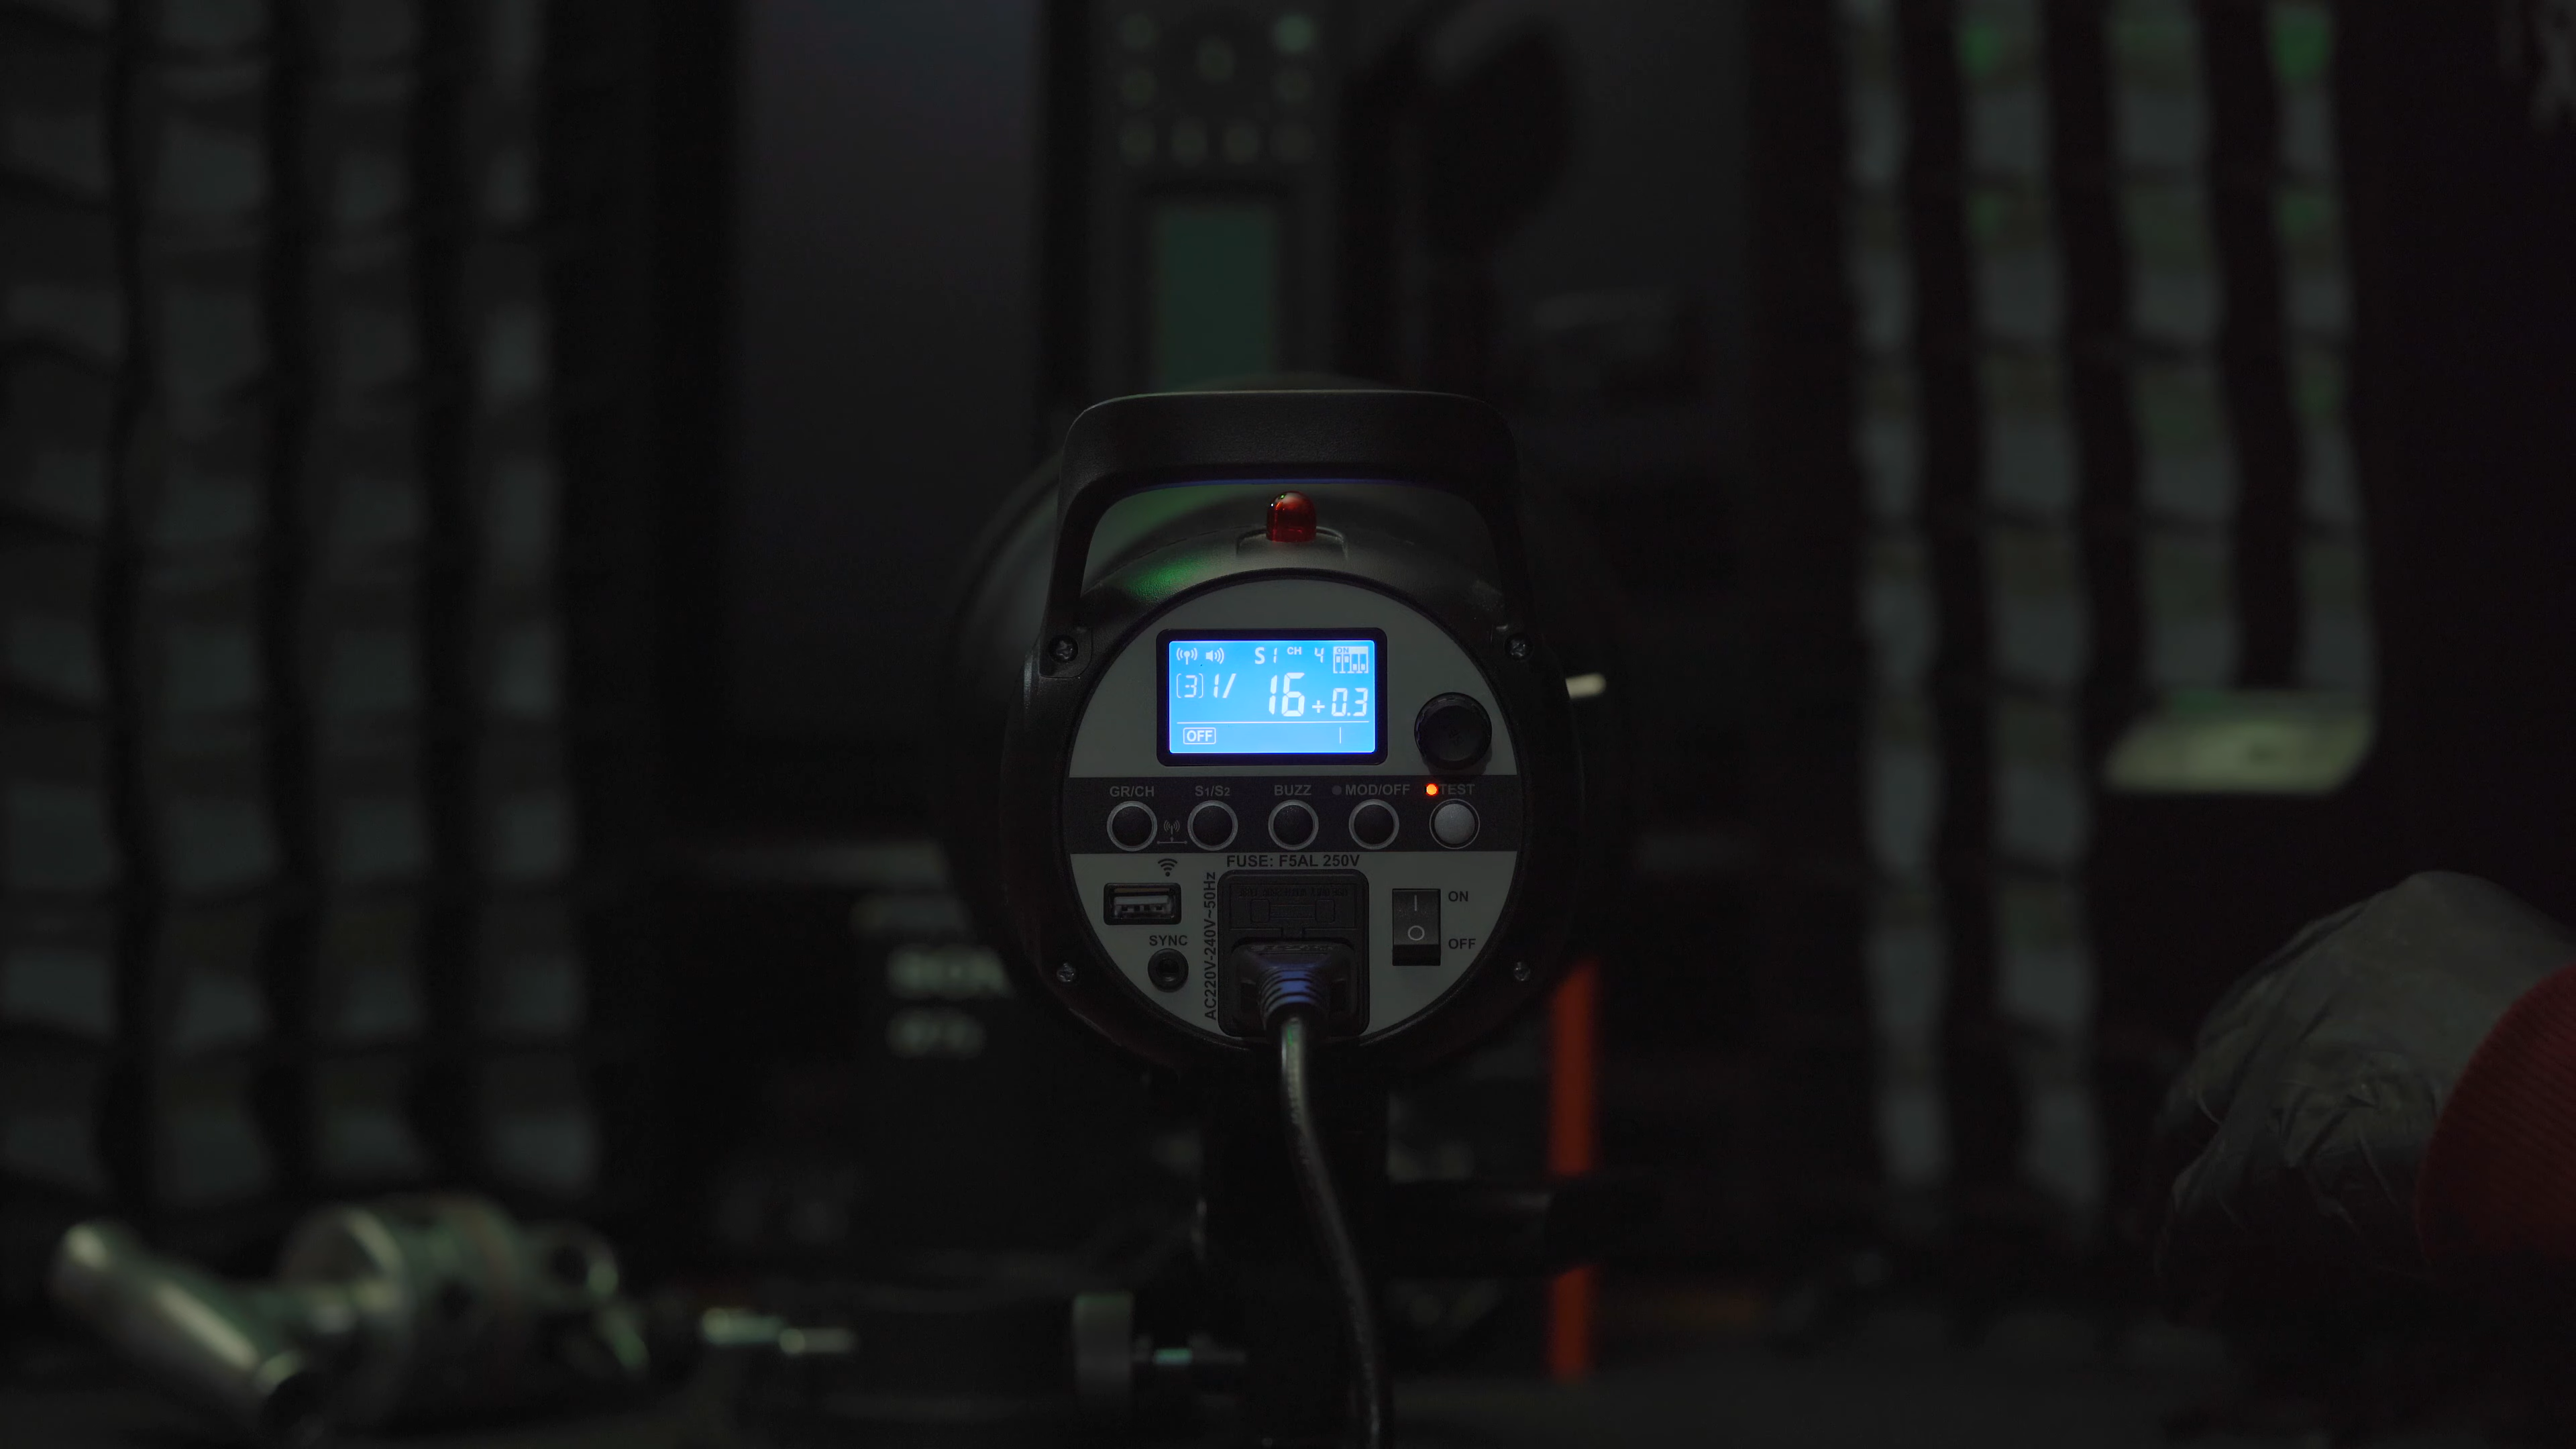 S1 CH 4 ON
[3] 1/ 16+0.3
OFF
GR/CH S1/S2 BUZZ MOD/OFF TEST
FUSE: F5AL 250V
AC220V-240V~50Hz
ON
SYNC
OFF